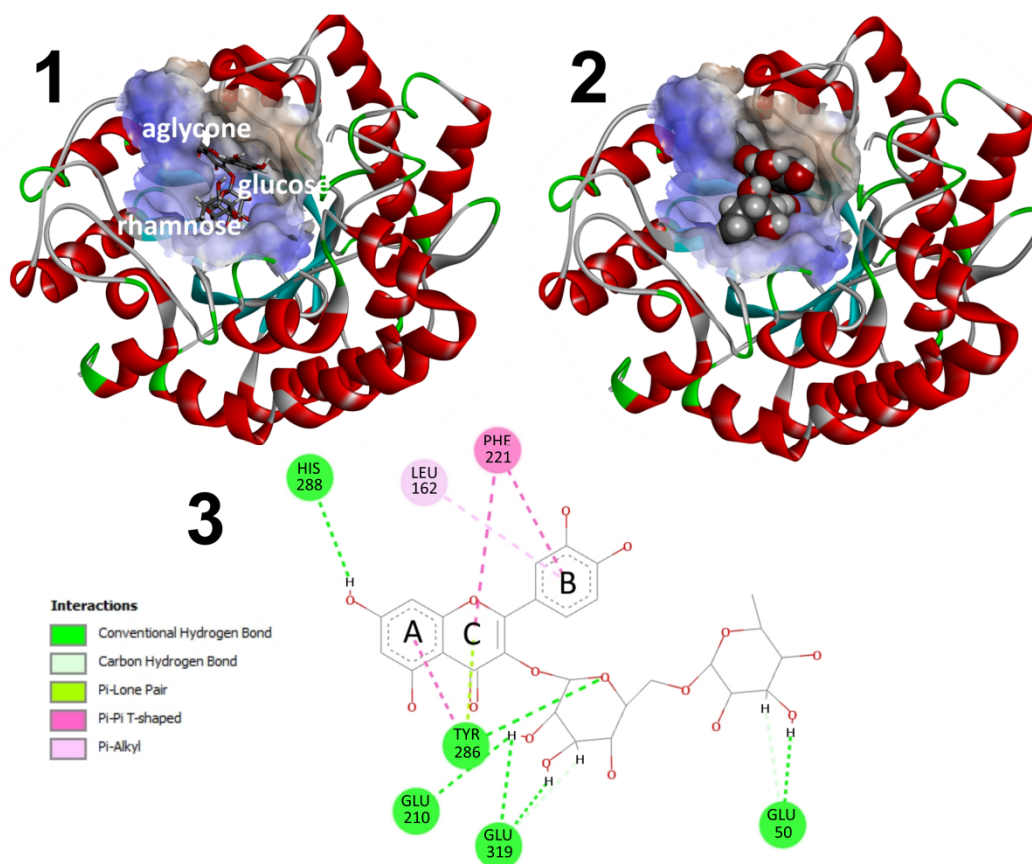 1
aglycone
glucose
rhamnose
2
3
HIS
288
LEU
162
PHE
221
H
O
O
O
O
B
A
C
O
O
O
O
O
O
O
H
O
H
O
H
O
O
O
H
O
H
O
TYR
286
GLU
210
GLU
319
GLU
50
Interactions
Conventional Hydrogen Bond
Carbon Hydrogen Bond
Pi-Lone Pair
Pi-Pi T-shaped
Pi-Alkyl